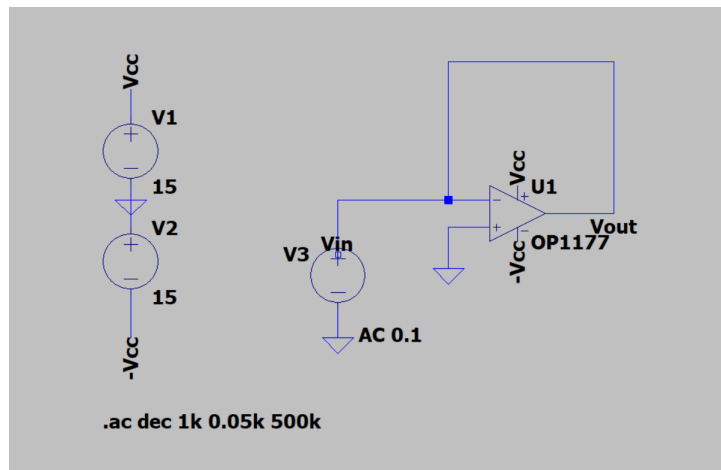 Vcc
V1
15
V2
15
-Vcc
V3
Vin
AC 0.1
Vcc
U1
Vout
OP1177
-Vcc
.ac dec 1k 0.05k 500k